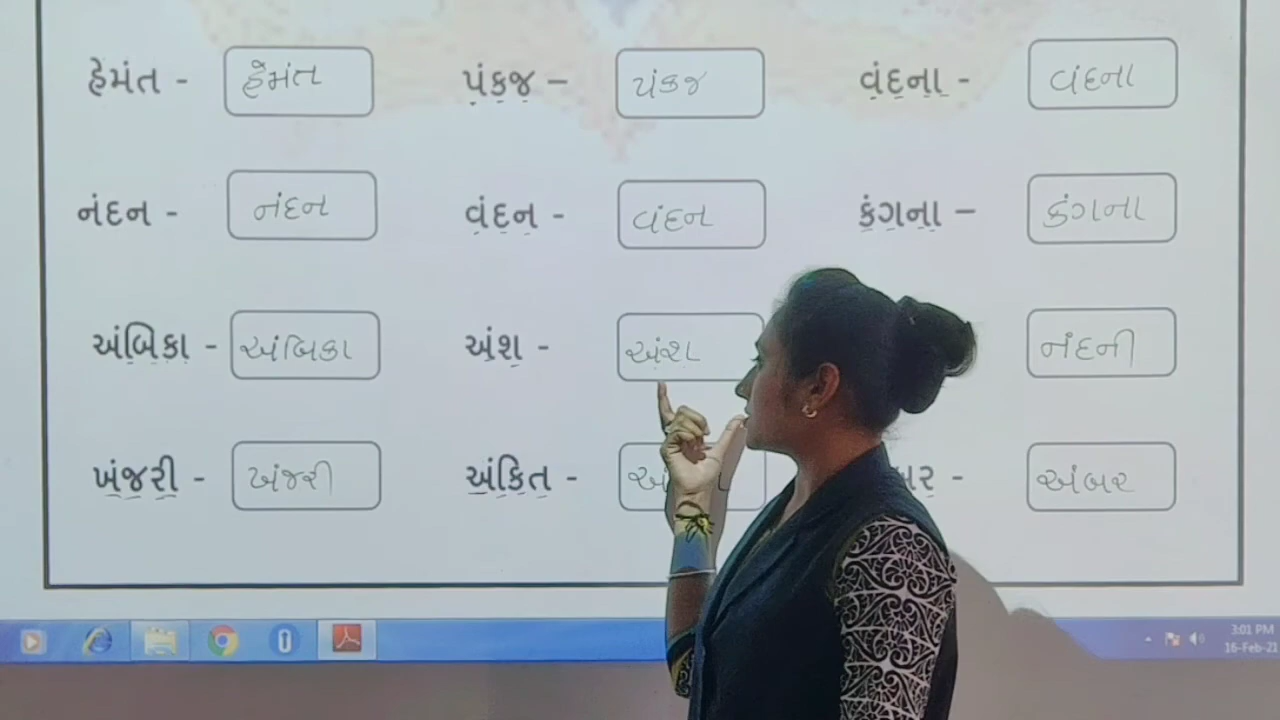 હેમંત - હેમંત પંકજ – પંકજ વંદના - વંદના
નંદન - નંદન વંદન - વંદન કંગના – કંગના
અંબિકા - અંબિકા અંશ - અંશ નંદની
ખંજરી - ખંજરી અંકિત - અંબર
3:01 PM
16-Feb-21